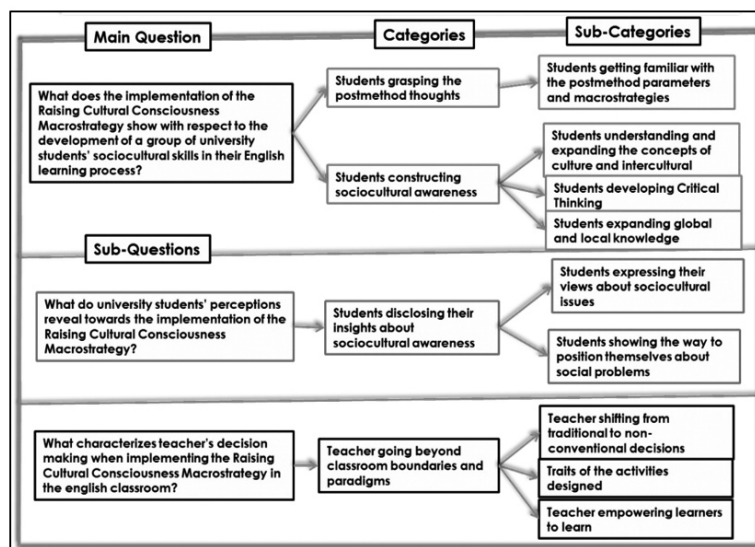 Main Question
Categories
Sub-Categories
What does the implementation of the
Raising Cultural Consciousness
Macrostrategy show with respect to the
development of a group of university
students' sociocultural skills in their English
learning process?
Students grasping the
postmethod thoughts
Students getting familiar with
the postmethod parameters
and macrostrategies
Students constructing
sociocultural awareness
Students understanding and
expanding the concepts of
culture and intercultural
Students developing Critical
Thinking
Students expanding global
and local knowledge
Sub-Questions
What do university students' perceptions
reveal towards the implementation of the
Raising Cultural Consciousness
Macrostrategy?
Students disclosing their
insights about
sociocultural awareness
Students expressing their
views about sociocultural
issues
Students showing the way to
position themselves about
social problems
What characterizes teacher's decision
making when implementing the Raising
Cultural Consciousness Macrostrategy in
the english classroom?
Teacher going beyond
classroom boundaries and
paradigms
Teacher shifting from
traditional to non-
conventional decisions
Traits of the activities
designed
Teacher empowering learners
to learn